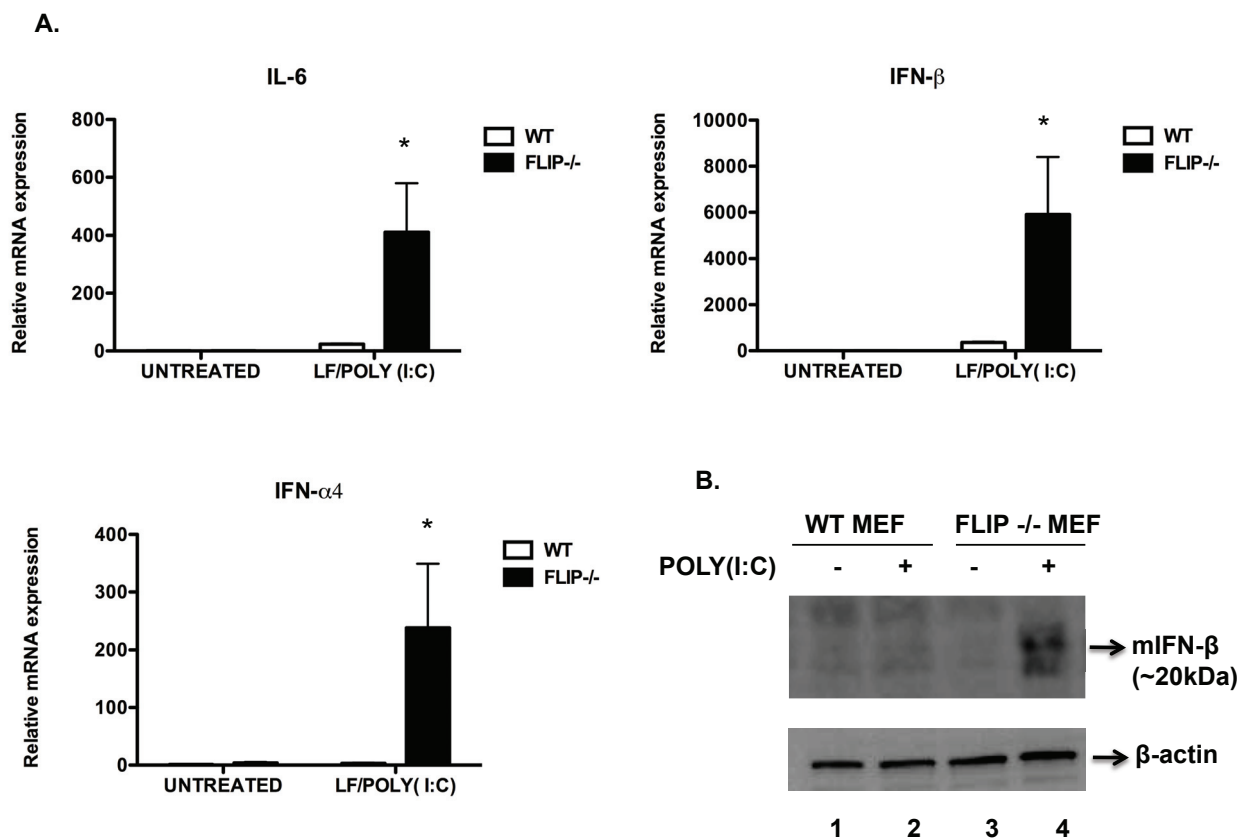 A.
IL-6
Relative mRNA expression
800
600
400
200
0
*
WT
FLIP-/-
UNTREATED LF/POLY (I:C)
IFN-β
Relative mRNA expression
10000
8000
6000
4000
2000
0
*
WT
FLIP-/-
UNTREATED LF/POLY( I:C)
IFN-α4
Relative mRNA expression
400
300
200
100
0
*
WT
FLIP-/-
UNTREATED LF/POLY( I:C)
B.
WT MEF FLIP -/- MEF
POLY(I:C) - + - +
mIFN-β
(~20kDa)
β-actin
1 2 3 4